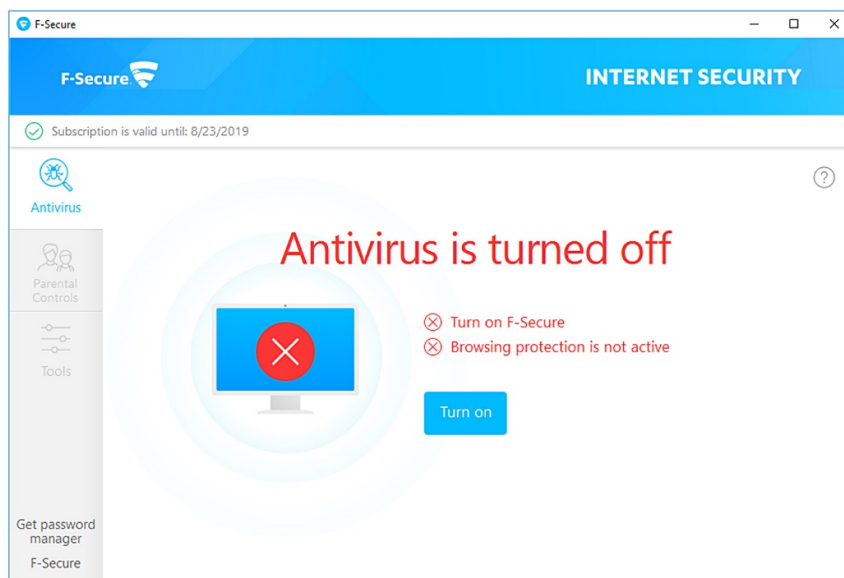 F-Secure
F-Secure.
INTERNET SECURITY
Subscription is valid until: 8/23/2019
Antivirus
Parental
Controls
Tools
Get password
manager
F-Secure
Antivirus is turned off
Turn on F-Secure
Browsing protection is not active
Turn on